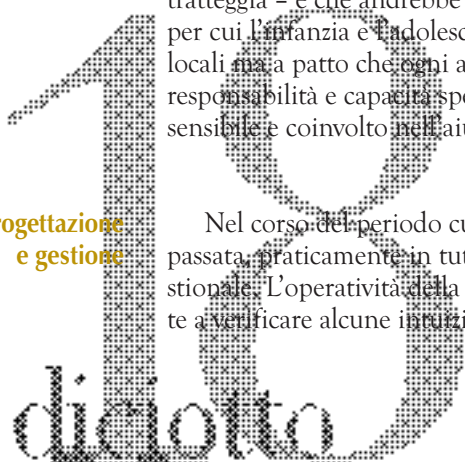 tratteggia – e che andrebbe
per cui l'infanzia e l'adolesc
locali ma a patto che ogni a
responsabilità e capacità spe
sensibile e coinvolto nell'aiu
rogettazione
e gestione
Nel corso del periodo cu
passata, praticamente in tut
stionale. L'operatività della
te a verificare alcune intuizi
18
diciotto